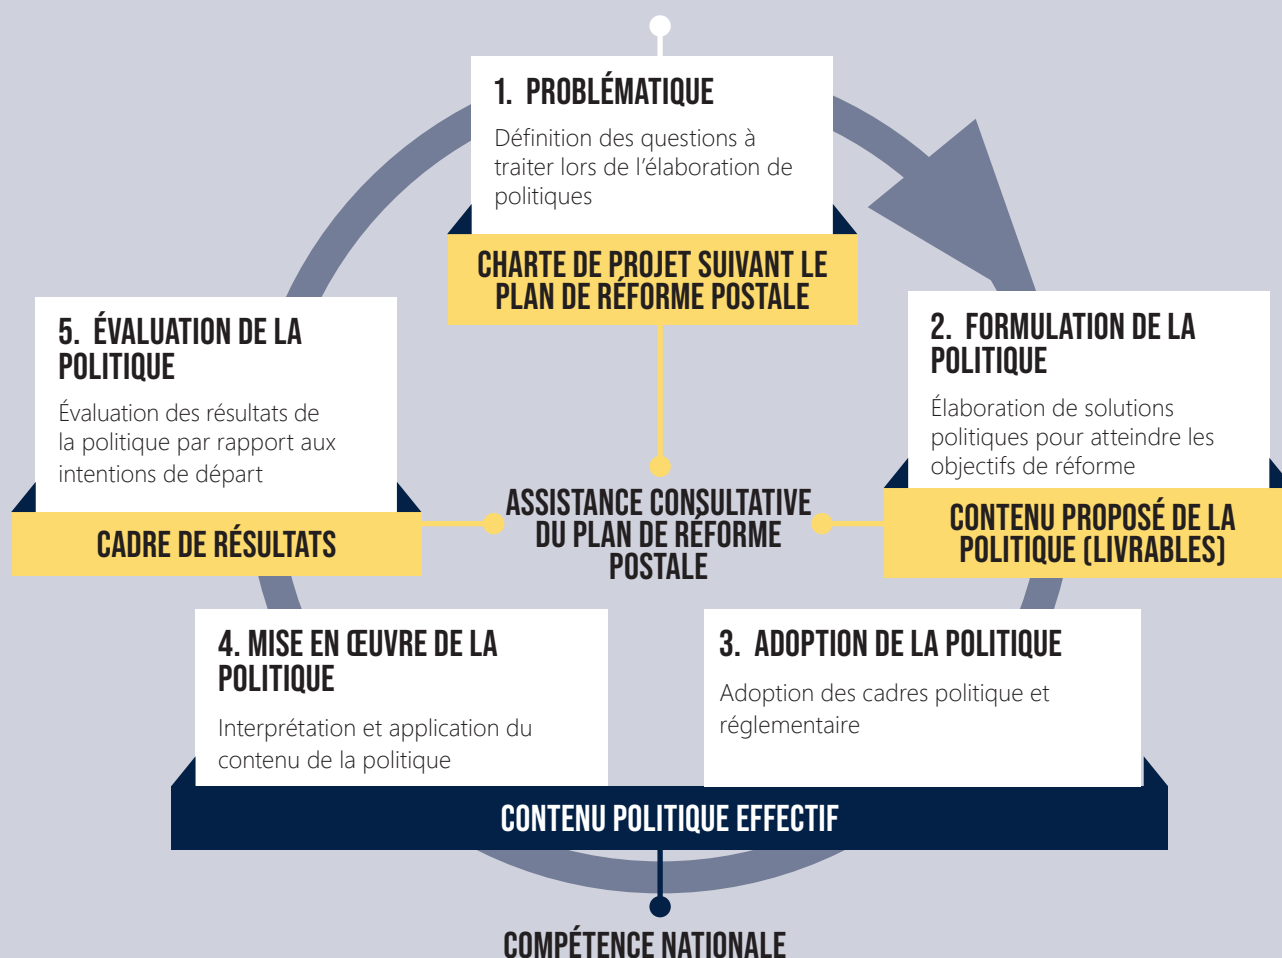 1. PROBLÉMATIQUE
Définition des questions à
traiter lors de l'élaboration de
politiques
CHARTE DE PROJET SUIVANT LE
PLAN DE RÉFORME POSTALE
2. FORMULATION DE LA
POLITIQUE
Élaboration de solutions
politiques pour atteindre les
objectifs de réforme
CONTENU PROPOSÉ DE LA
POLITIQUE (LIVRABLES)
3. ADOPTION DE LA POLITIQUE
Adoption des cadres politique et
réglementaire
4. MISE EN ŒUVRE DE LA
POLITIQUE
Interprétation et application du
contenu de la politique
CONTENU POLITIQUE EFFECTIF
COMPÉTENCE NATIONALE
5. ÉVALUATION DE LA
POLITIQUE
Évaluation des résultats de
la politique par rapport aux
intentions de départ
CADRE DE RÉSULTATS
ASSISTANCE CONSULTATIVE
DU PLAN DE RÉFORME
POSTALE